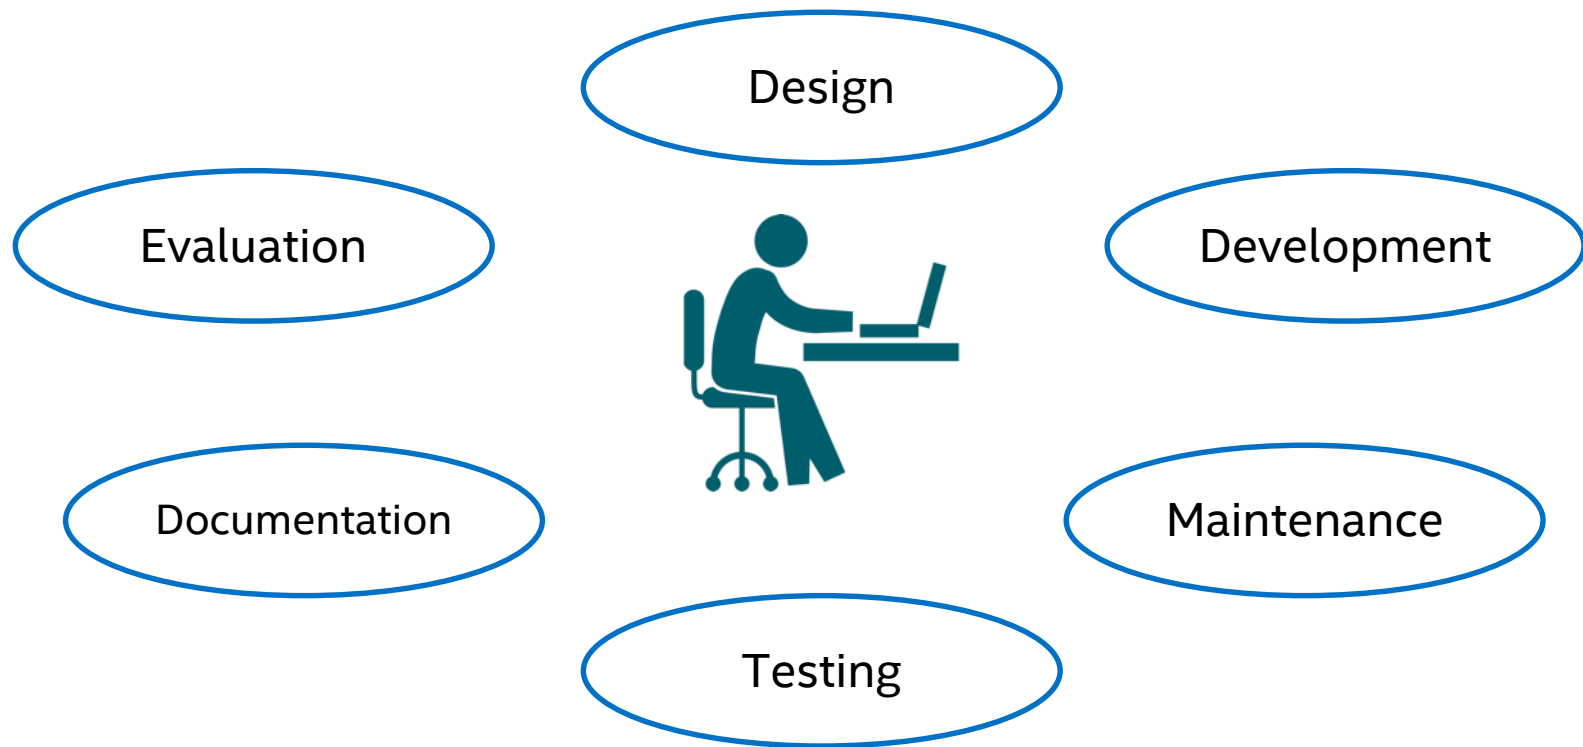 Design
Evaluation
Development
Documentation
Maintenance
Testing